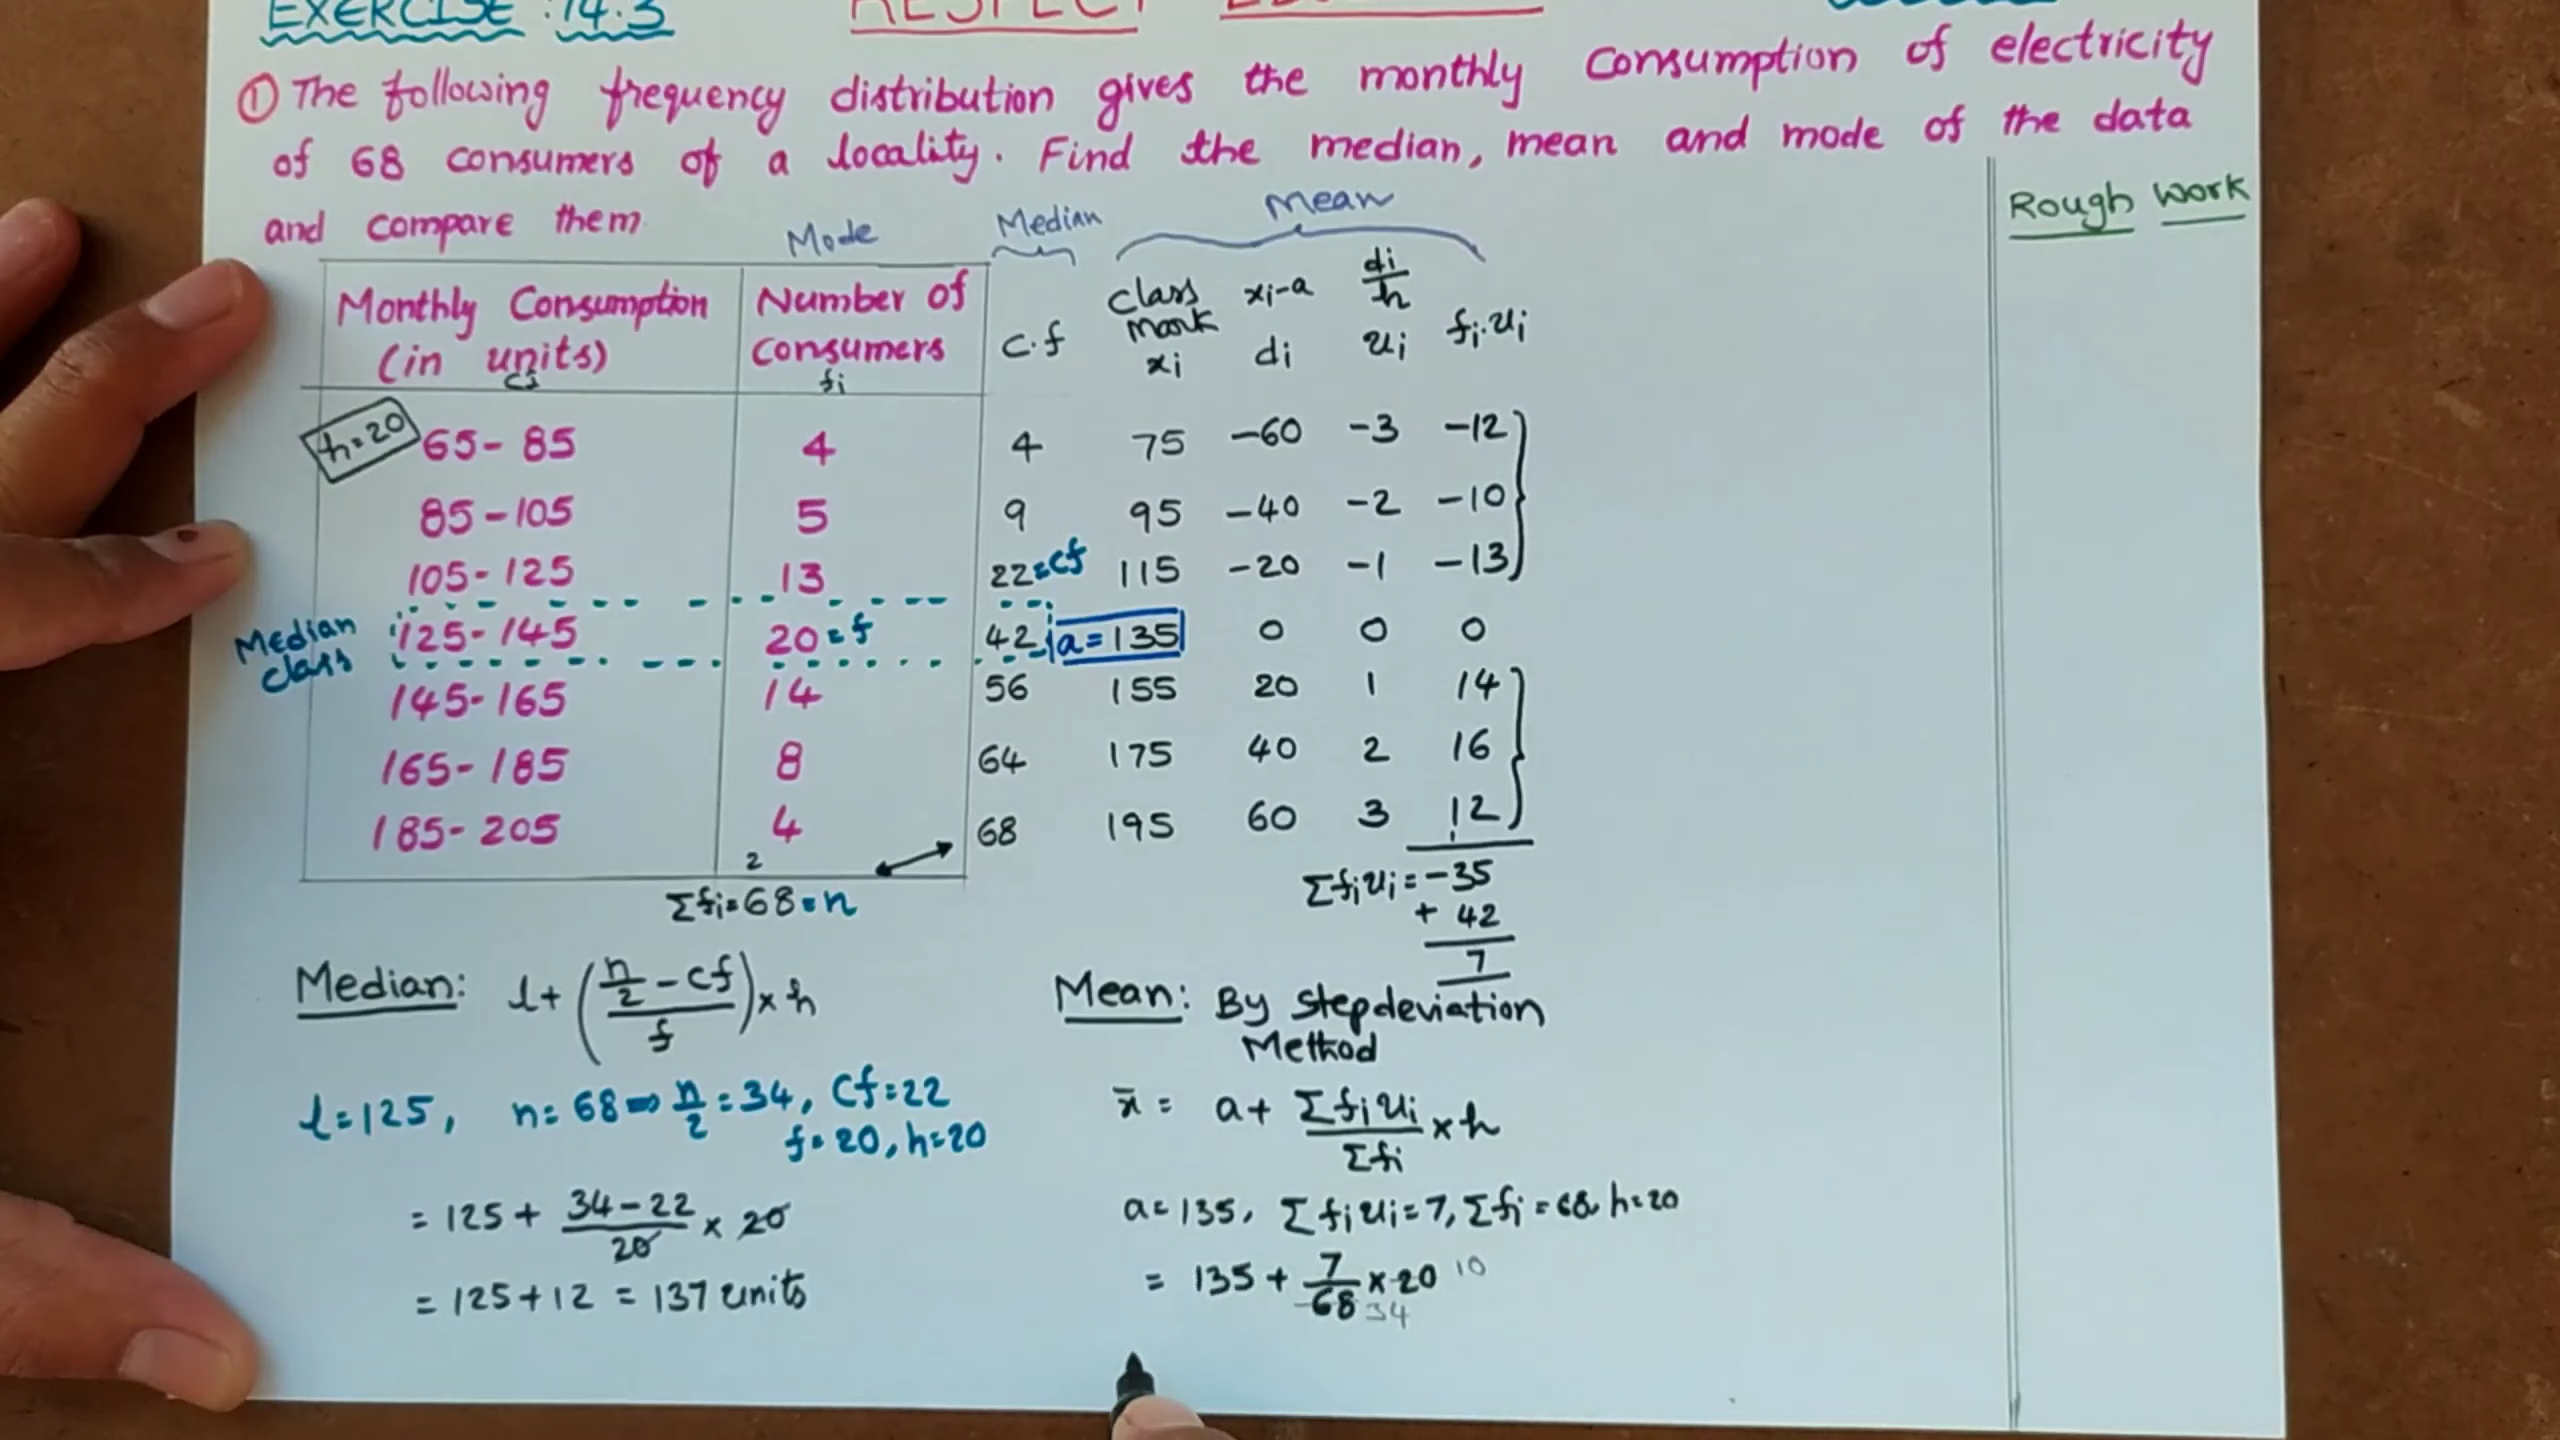 EXERCISE : 14.3
① The following frequency distribution gives the monthly consumption of electricity
of 68 consumers of a locality. Find the median, mean and mode of the data
and compare them
Rough Work
Mode Median Mean
Monthly Consumption (in units) ci
Number of consumers fi
c.f
class mark xi
xi-a di
di/h ui
fi.ui
h=20
65- 85 4 4 75 -60 -3 -12
85-105 5 9 95 -40 -2 -10
105-125 13 22=cf 115 -20 -1 -13
Median class 125-145 20=f 42 a=135 0 0 0
145-165 14 56 155 20 1 14
165-185 8 64 175 40 2 16
185-205 4 68 195 60 3 12
2
Σfi=68=n
Σfiui=-35
+ 42
7
Median: l+ (n/2 - cf / f) × h
l=125, n=68 ⇒ n/2 =34, Cf=22
f=20, h=20
= 125+ 34-22/20 × 20
= 125+12 = 137 units
Mean: By Stepdeviation
Method
x̄ = a+ Σfiui/Σfi × h
a=135, Σfiui=7, Σfi=68 h=20
= 135 + 7/68 × 20 10
34